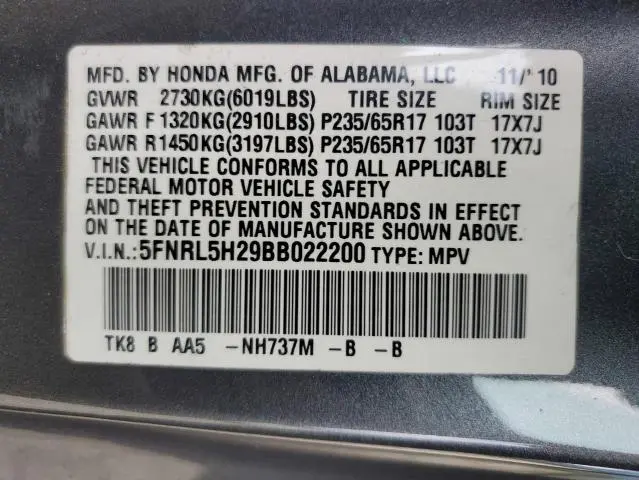 MFD. BY HONDA MFG. OF ALABAMA, LLC 11/'10
GVWR 2730KG(6019LBS) TIRE SIZE RIM SIZE
GAWR F 1320KG(2910LBS) P235/65R17 103T 17X7J
GAWR R 1450KG(3197LBS) P235/65R17 103T 17X7J
THIS VEHICLE CONFORMS TO ALL APPLICABLE
FEDERAL MOTOR VEHICLE SAFETY
AND THEFT PREVENTION STANDARDS IN EFFECT
ON THE DATE OF MANUFACTURE SHOWN ABOVE.
V.I.N.:5FNRL5H29BB022200 TYPE: MPV
TK8 B AA5 -NH737M -B -B